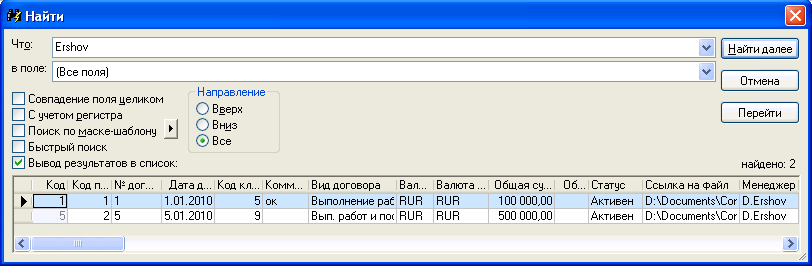 Найти
Что: Ershov Найти далее
в поле: (Все поля) Отмена
Направление
Совпадение поля целиком Вверх Перейти
С учетом регистра Вниз
Поиск по маске-шаблону Все
Быстрый поиск
Вывод результатов в список: найдено: 2
Код Код п... № дог... Дата д... Код кл... Комм... Вид договора Вал... Валюта ... Общая су... Об... Статус Ссылка на файл Менеджер
1 1 1 1.01.2010 5 ок Выполнение раб RUR RUR 100 000,00 Активен D:\Documents\Cor D.Ershov
5 2 5 5.01.2010 9 Вып. работ и пос RUR RUR 500 000,00 Активен D:\Documents\Cor D.Ershov